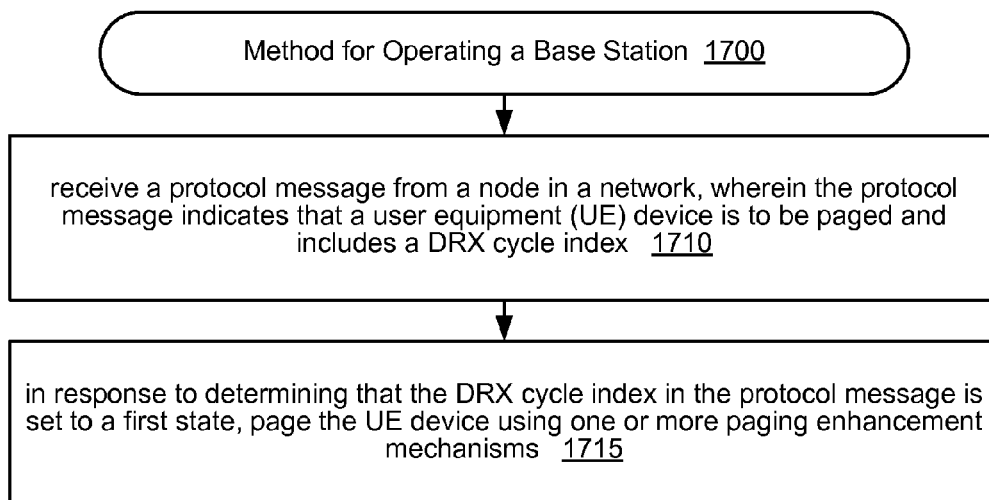 Method for Operating a Base Station 1700
receive a protocol message from a node in a network, wherein the protocol
message indicates that a user equipment (UE) device is to be paged and
includes a DRX cycle index 1710
in response to determining that the DRX cycle index in the protocol message is
set to a first state, page the UE device using one or more paging enhancement
mechanisms 1715